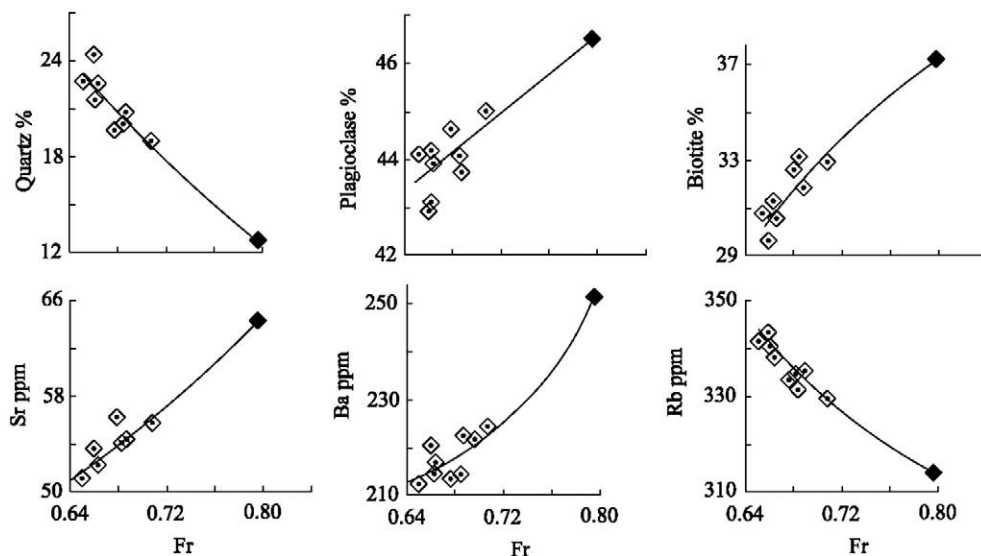 Quartz %
24
18
12
Plagioclase %
46
44
42
Biotite %
37
33
29
Sr ppm
66
58
50
0.64 0.72 0.80
Fr
Ba ppm
250
230
210
0.64 0.72 0.80
Fr
Rb ppm
350
330
310
0.64 0.72 0.80
Fr